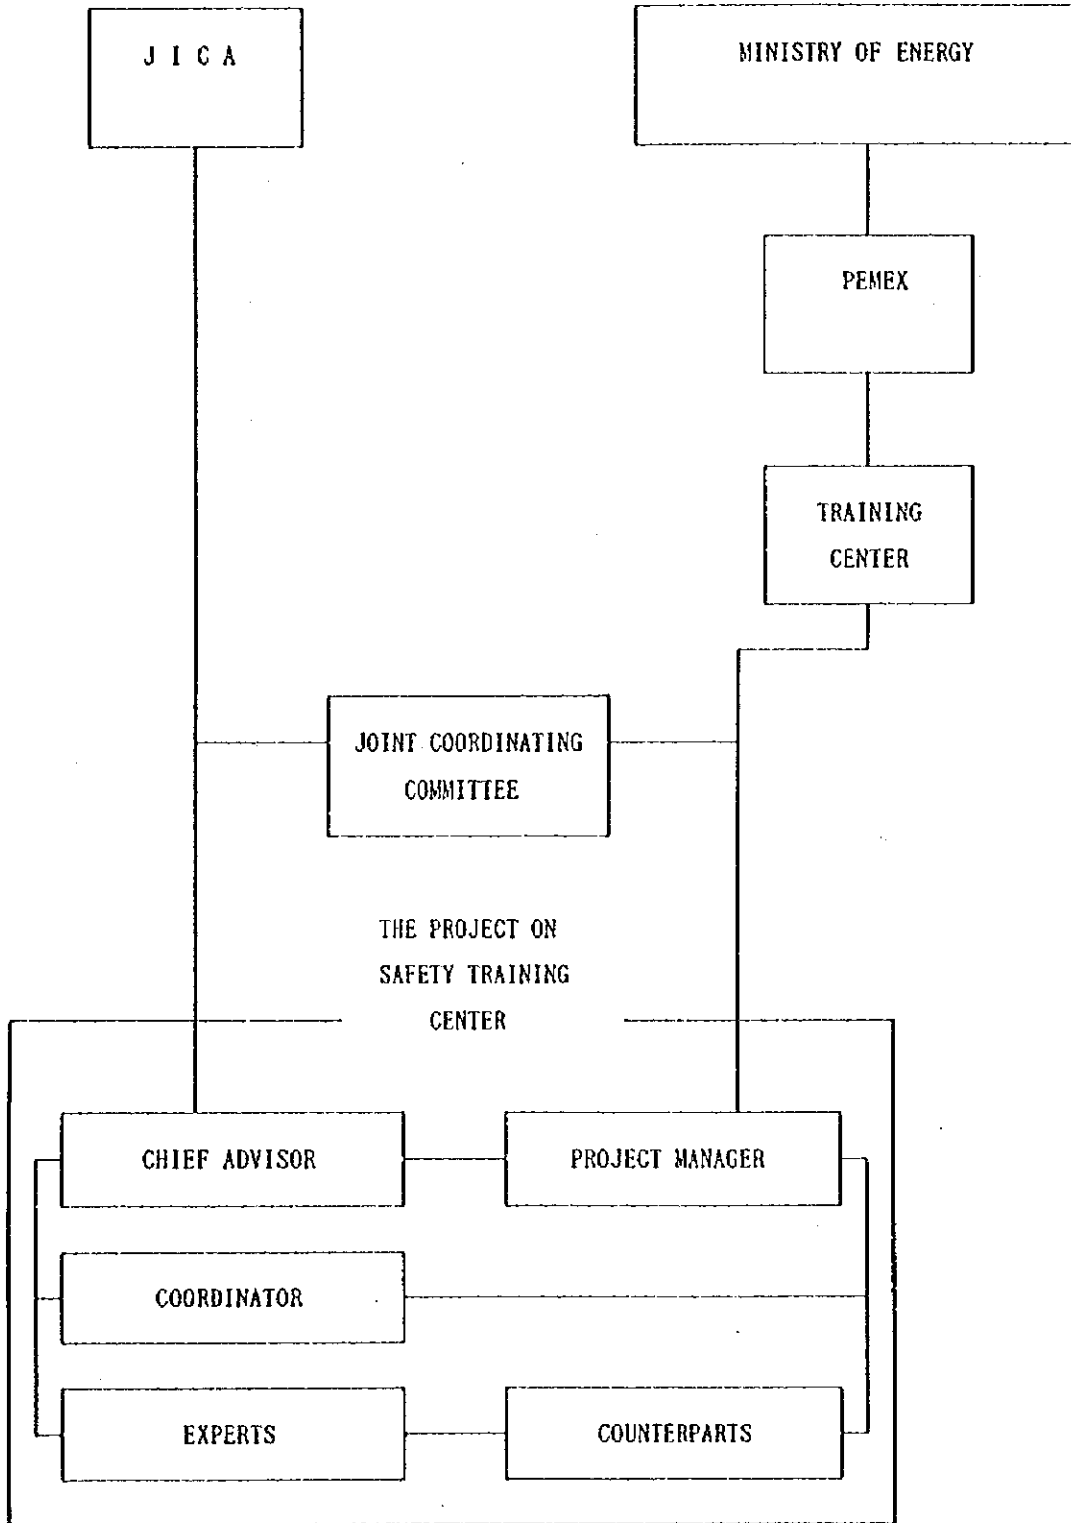 J I C A
MINISTRY OF ENERGY
PEMEX
TRAINING
CENTER
JOINT COORDINATING
COMMITTEE
THE PROJECT ON
SAFETY TRAINING
CENTER
CHIEF ADVISOR
PROJECT MANAGER
COORDINATOR
EXPERTS
COUNTERPARTS